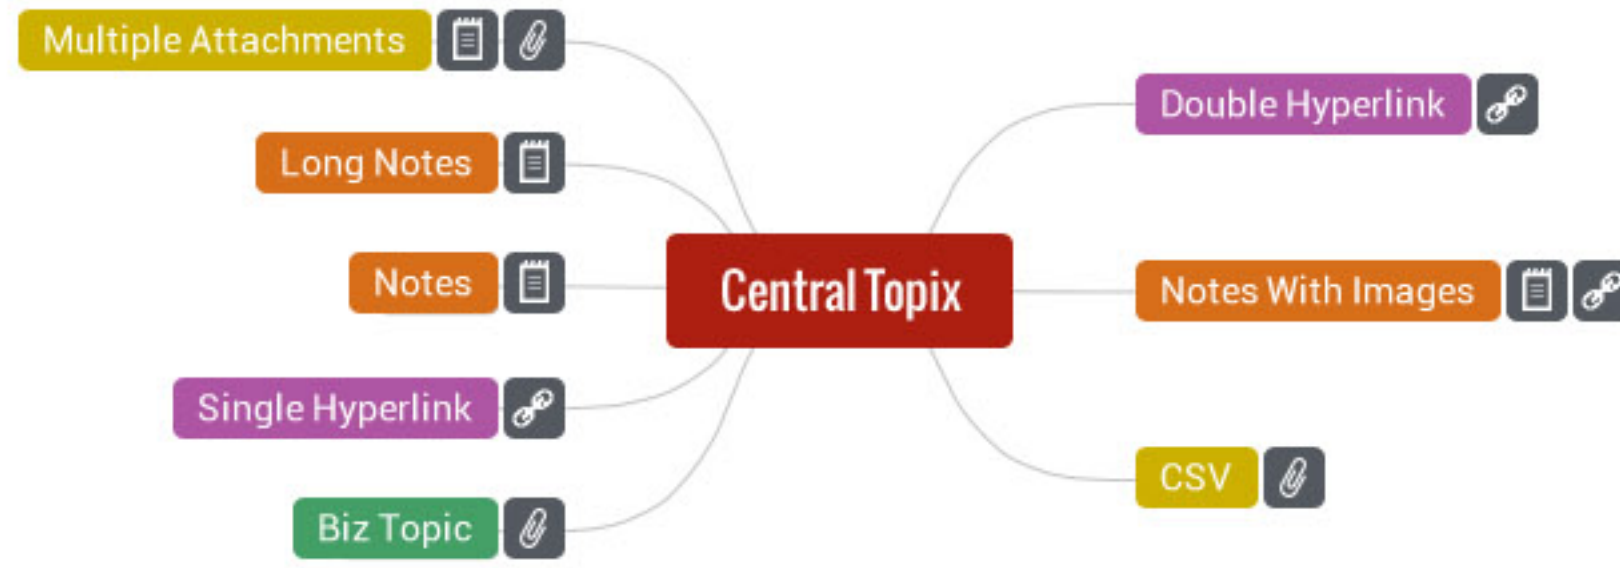 Multiple Attachments
Long Notes
Notes
Single Hyperlink
Biz Topic
Central Topix
Double Hyperlink
Notes With Images
CSV